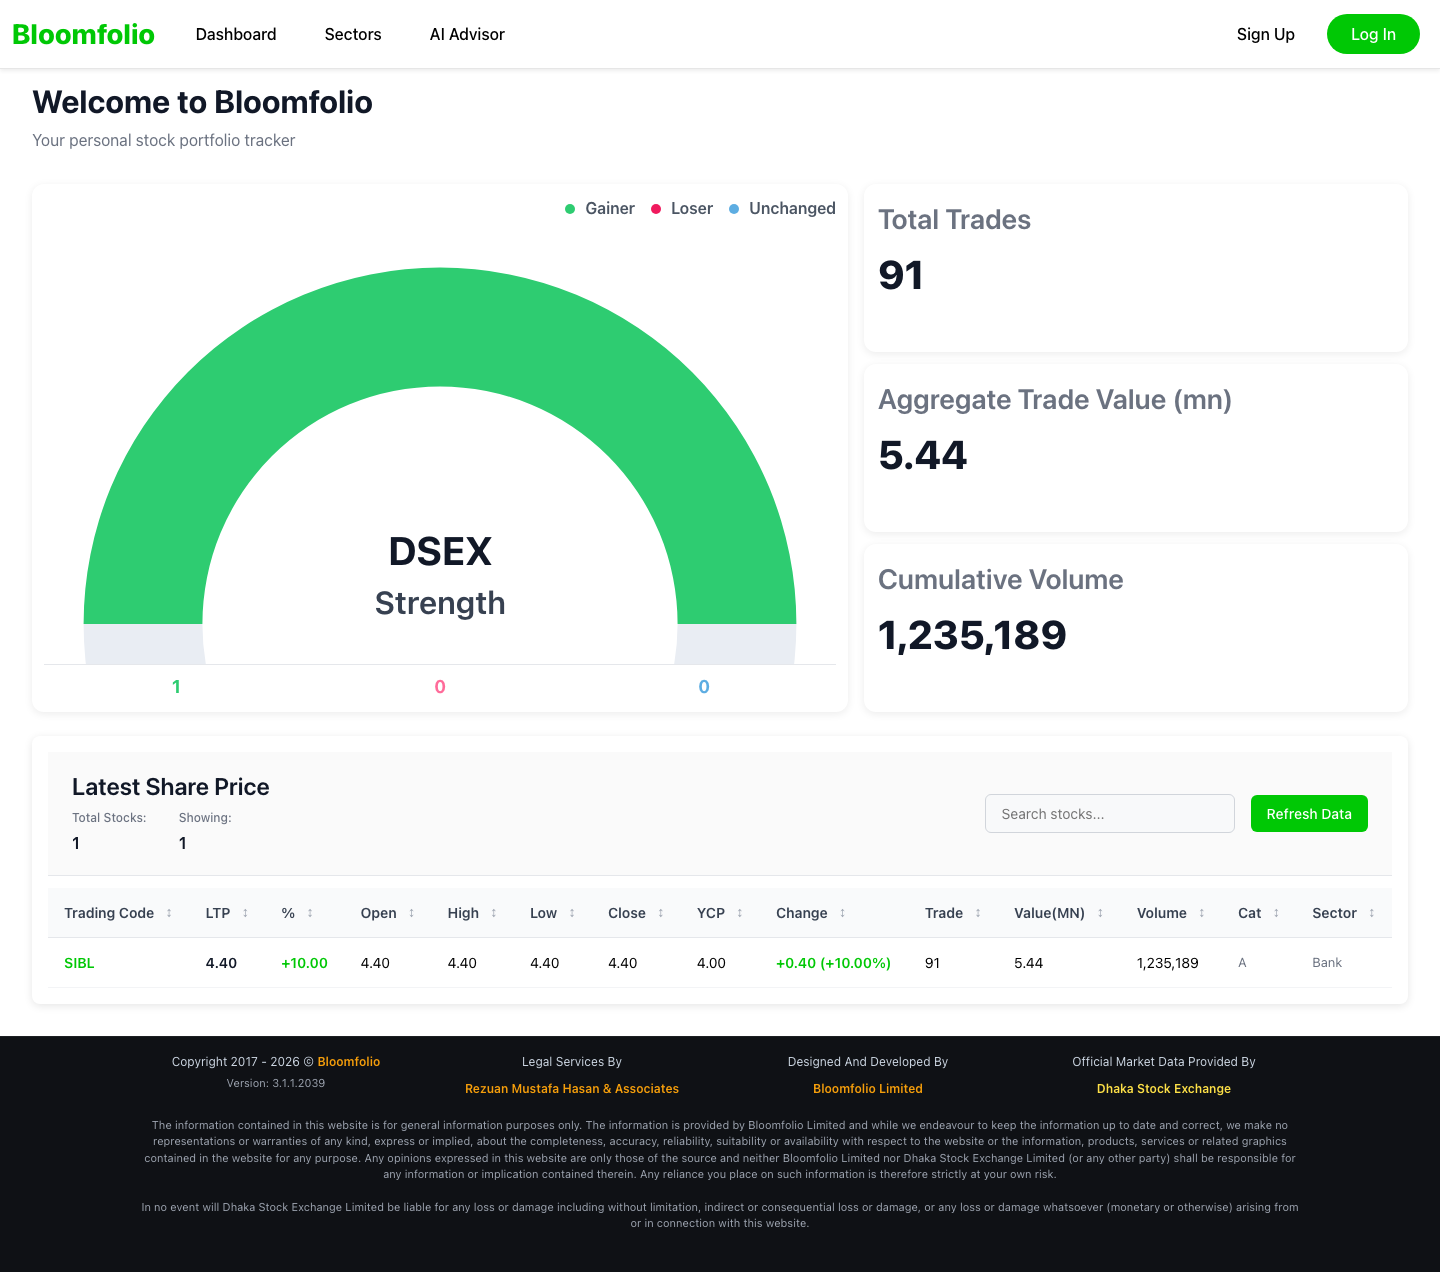 Bloomfolio Dashboard Sectors AI Advisor Sign Up Log In
Welcome to Bloomfolio
Your personal stock portfolio tracker
Gainer Loser Unchanged
DSEX
Strength
1 0 0
Total Trades
91
Aggregate Trade Value (mn)
5.44
Cumulative Volume
1,235,189
Latest Share Price
Total Stocks: Showing:
1 1
Search stocks... Refresh Data
Trading Code ↕ LTP ↕ % ↕ Open ↕ High ↕ Low ↕ Close ↕ YCP ↕ Change ↕ Trade ↕ Value(MN) ↕ Volume ↕ Cat ↕ Sector ↕
SIBL 4.40 +10.00 4.40 4.40 4.40 4.40 4.00 +0.40 (+10.00%) 91 5.44 1,235,189 A Bank
Copyright 2017 - 2026 © Bloomfolio
Version: 3.1.1.2039
Legal Services By
Rezuan Mustafa Hasan & Associates
Designed And Developed By
Bloomfolio Limited
Official Market Data Provided By
Dhaka Stock Exchange
The information contained in this website is for general information purposes only. The information is provided by Bloomfolio Limited and while we endeavour to keep the information up to date and correct, we make no
representations or warranties of any kind, express or implied, about the completeness, accuracy, reliability, suitability or availability with respect to the website or the information, products, services or related graphics
contained in the website for any purpose. Any opinions expressed in this website are only those of the source and neither Bloomfolio Limited nor Dhaka Stock Exchange Limited (or any other party) shall be responsible for
any information or implication contained therein. Any reliance you place on such information is therefore strictly at your own risk.
In no event will Dhaka Stock Exchange Limited be liable for any loss or damage including without limitation, indirect or consequential loss or damage, or any loss or damage whatsoever (monetary or otherwise) arising from
or in connection with this website.